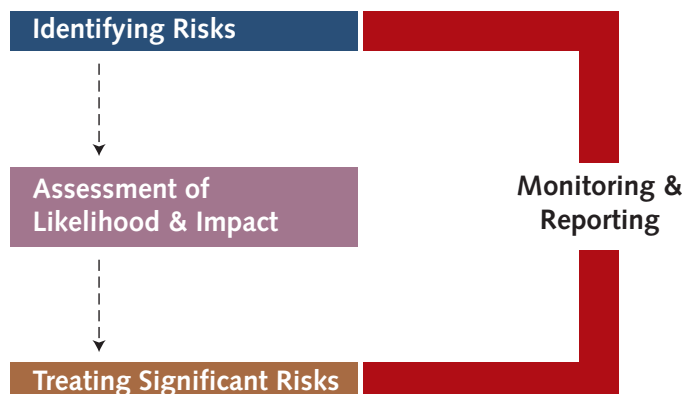 Identifying Risks
Assessment of
Likelihood & Impact
Monitoring &
Reporting
Treating Significant Risks